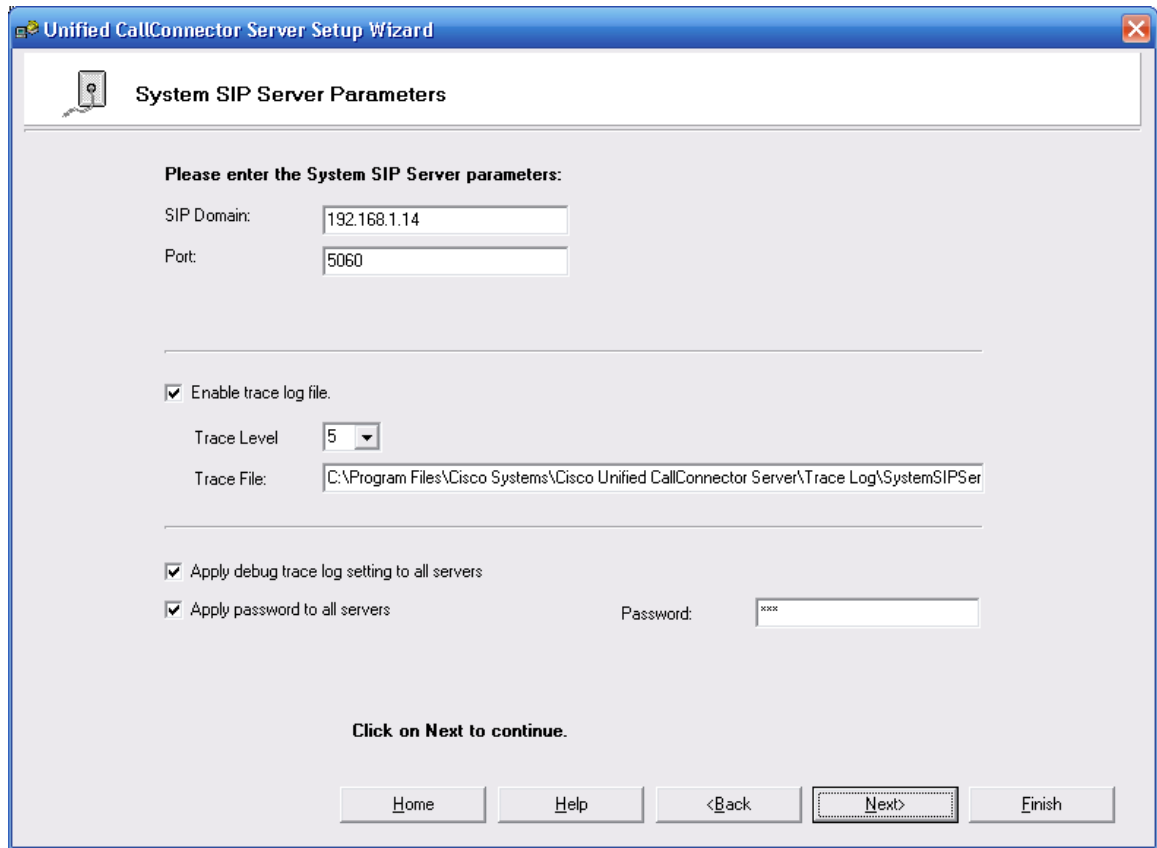 Unified CallConnector Server Setup Wizard
System SIP Server Parameters
Please enter the System SIP Server parameters:
SIP Domain: 192.168.1.14
Port: 5060
Enable trace log file.
Trace Level 5
Trace File: C:\Program Files\Cisco Systems\Cisco Unified CallConnector Server\Trace Log\SystemSIPSer
Apply debug trace log setting to all servers
Apply password to all servers Password: ***
Click on Next to continue.
Home Help <Back Next> Finish